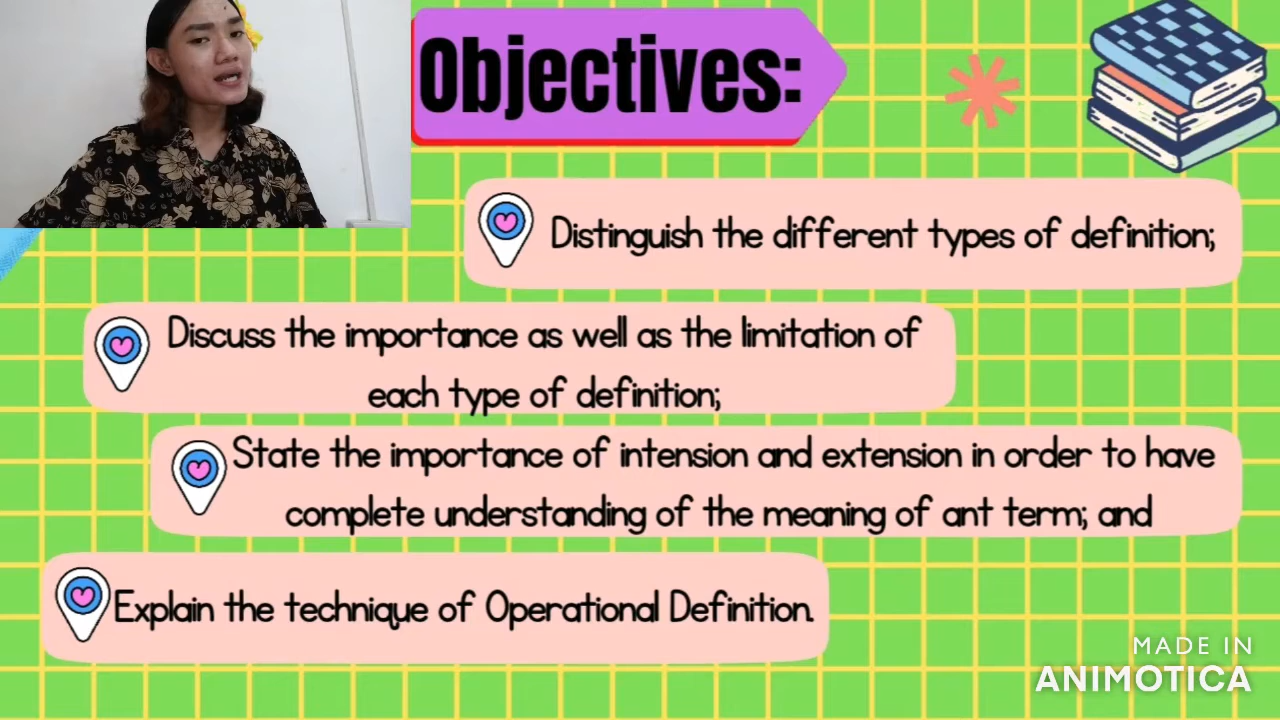 Objectives:
Distinguish the different types of definition;
Discuss the importance as well as the limitation of
each type of definition;
State the importance of intension and extension in order to have
complete understanding of the meaning of ant term; and
Explain the technique of Operational Definition.
MADE IN
ANIMOTICA